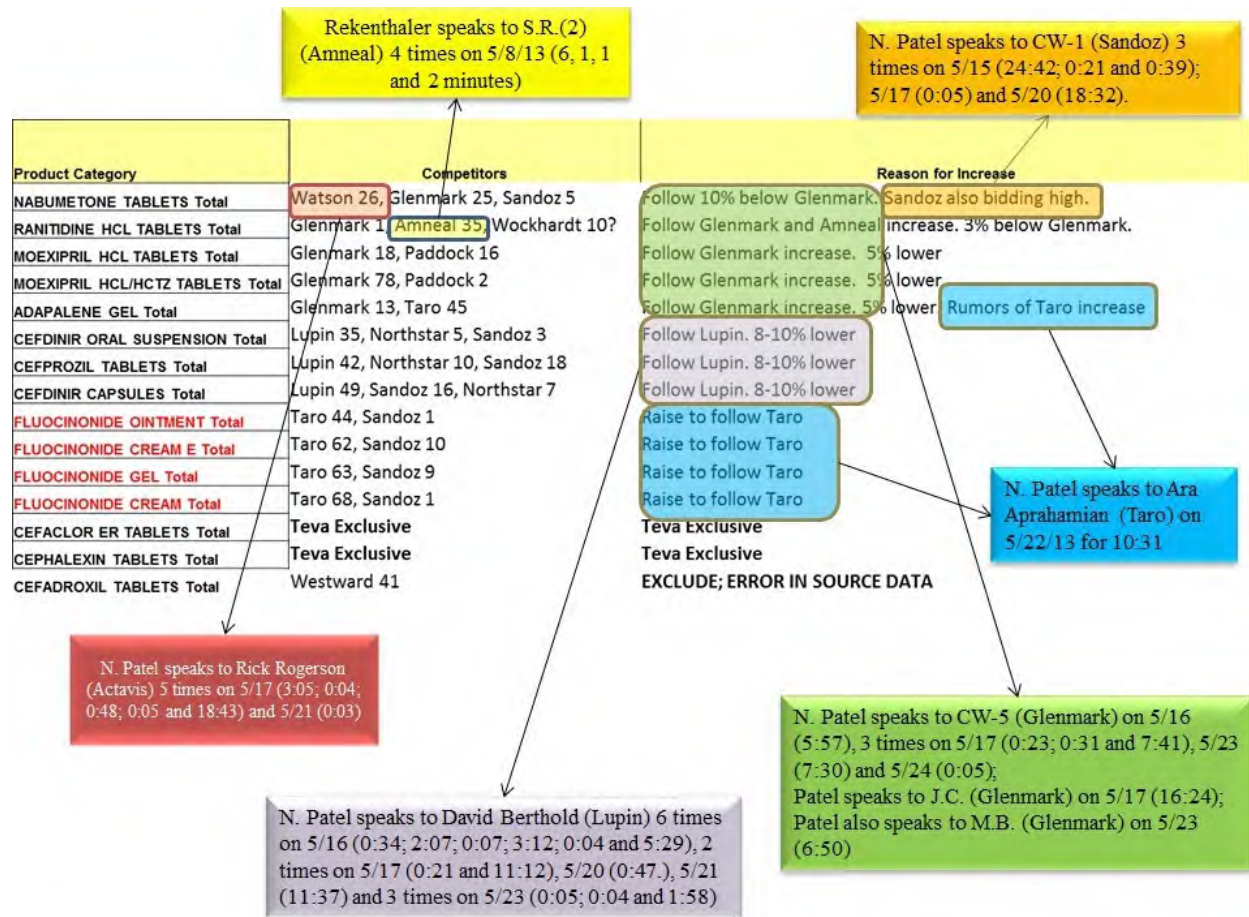 Rekenthaler speaks to S.R.(2)
(Amneal) 4 times on 5/8/13 (6, 1, 1
and 2 minutes)
N. Patel speaks to CW-1 (Sandoz) 3
times on 5/15 (24:42; 0:21 and 0:39);
5/17 (0:05) and 5/20 (18:32).
Product Category Competitors Reason for Increase
NABUMETONE TABLETS Total Watson 26, Glenmark 25, Sandoz 5 Follow 10% below Glenmark. Sandoz also bidding high.
RANITIDINE HCL TABLETS Total Glenmark 1, Amneal 35, Wockhardt 10? Follow Glenmark and Amneal increase. 3% below Glenmark.
MOEXIPRIL HCL TABLETS Total Glenmark 18, Paddock 16 Follow Glenmark increase. 5% lower
MOEXIPRIL HCL/HCTZ TABLETS Total Glenmark 78, Paddock 2 Follow Glenmark increase. 5% lower
ADAPALENE GEL Total Glenmark 13, Taro 45 Follow Glenmark increase. 5% lower Rumors of Taro increase
CEFDINIR ORAL SUSPENSION Total Lupin 35, Northstar 5, Sandoz 3 Follow Lupin. 8-10% lower
CEFPROZIL TABLETS Total Lupin 42, Northstar 10, Sandoz 18 Follow Lupin. 8-10% lower
CEFDINIR CAPSULES Total Lupin 49, Sandoz 16, Northstar 7 Follow Lupin. 8-10% lower
FLUOCINONIDE OINTMENT Total Taro 44, Sandoz 1 Raise to follow Taro
FLUOCINONIDE CREAM E Total Taro 62, Sandoz 10 Raise to follow Taro
FLUOCINONIDE GEL Total Taro 63, Sandoz 9 Raise to follow Taro
FLUOCINONIDE CREAM Total Taro 68, Sandoz 1 Raise to follow Taro
CEFACLOR ER TABLETS Total Teva Exclusive Teva Exclusive
CEPHALEXIN TABLETS Total Teva Exclusive Teva Exclusive
CEFADROXIL TABLETS Total Westward 41 EXCLUDE; ERROR IN SOURCE DATA
N. Patel speaks to Ara
Aprahamian (Taro) on
5/22/13 for 10:31
N. Patel speaks to Rick Rogerson
(Actavis) 5 times on 5/17 (3:05; 0:04;
0:48; 0:05 and 18:43) and 5/21 (0:03)
N. Patel speaks to David Berthold (Lupin) 6 times
on 5/16 (0:34; 2:07; 0:07; 3:12; 0:04 and 5:29), 2
times on 5/17 (0:21 and 11:12), 5/20 (0:47.), 5/21
(11:37) and 3 times on 5/23 (0:05; 0:04 and 1:58)
N. Patel speaks to CW-5 (Glenmark) on 5/16
(5:57), 3 times on 5/17 (0:23; 0:31 and 7:41), 5/23
(7:30) and 5/24 (0:05);
Patel speaks to J.C. (Glenmark) on 5/17 (16:24);
Patel also speaks to M.B. (Glenmark) on 5/23
(6:50)